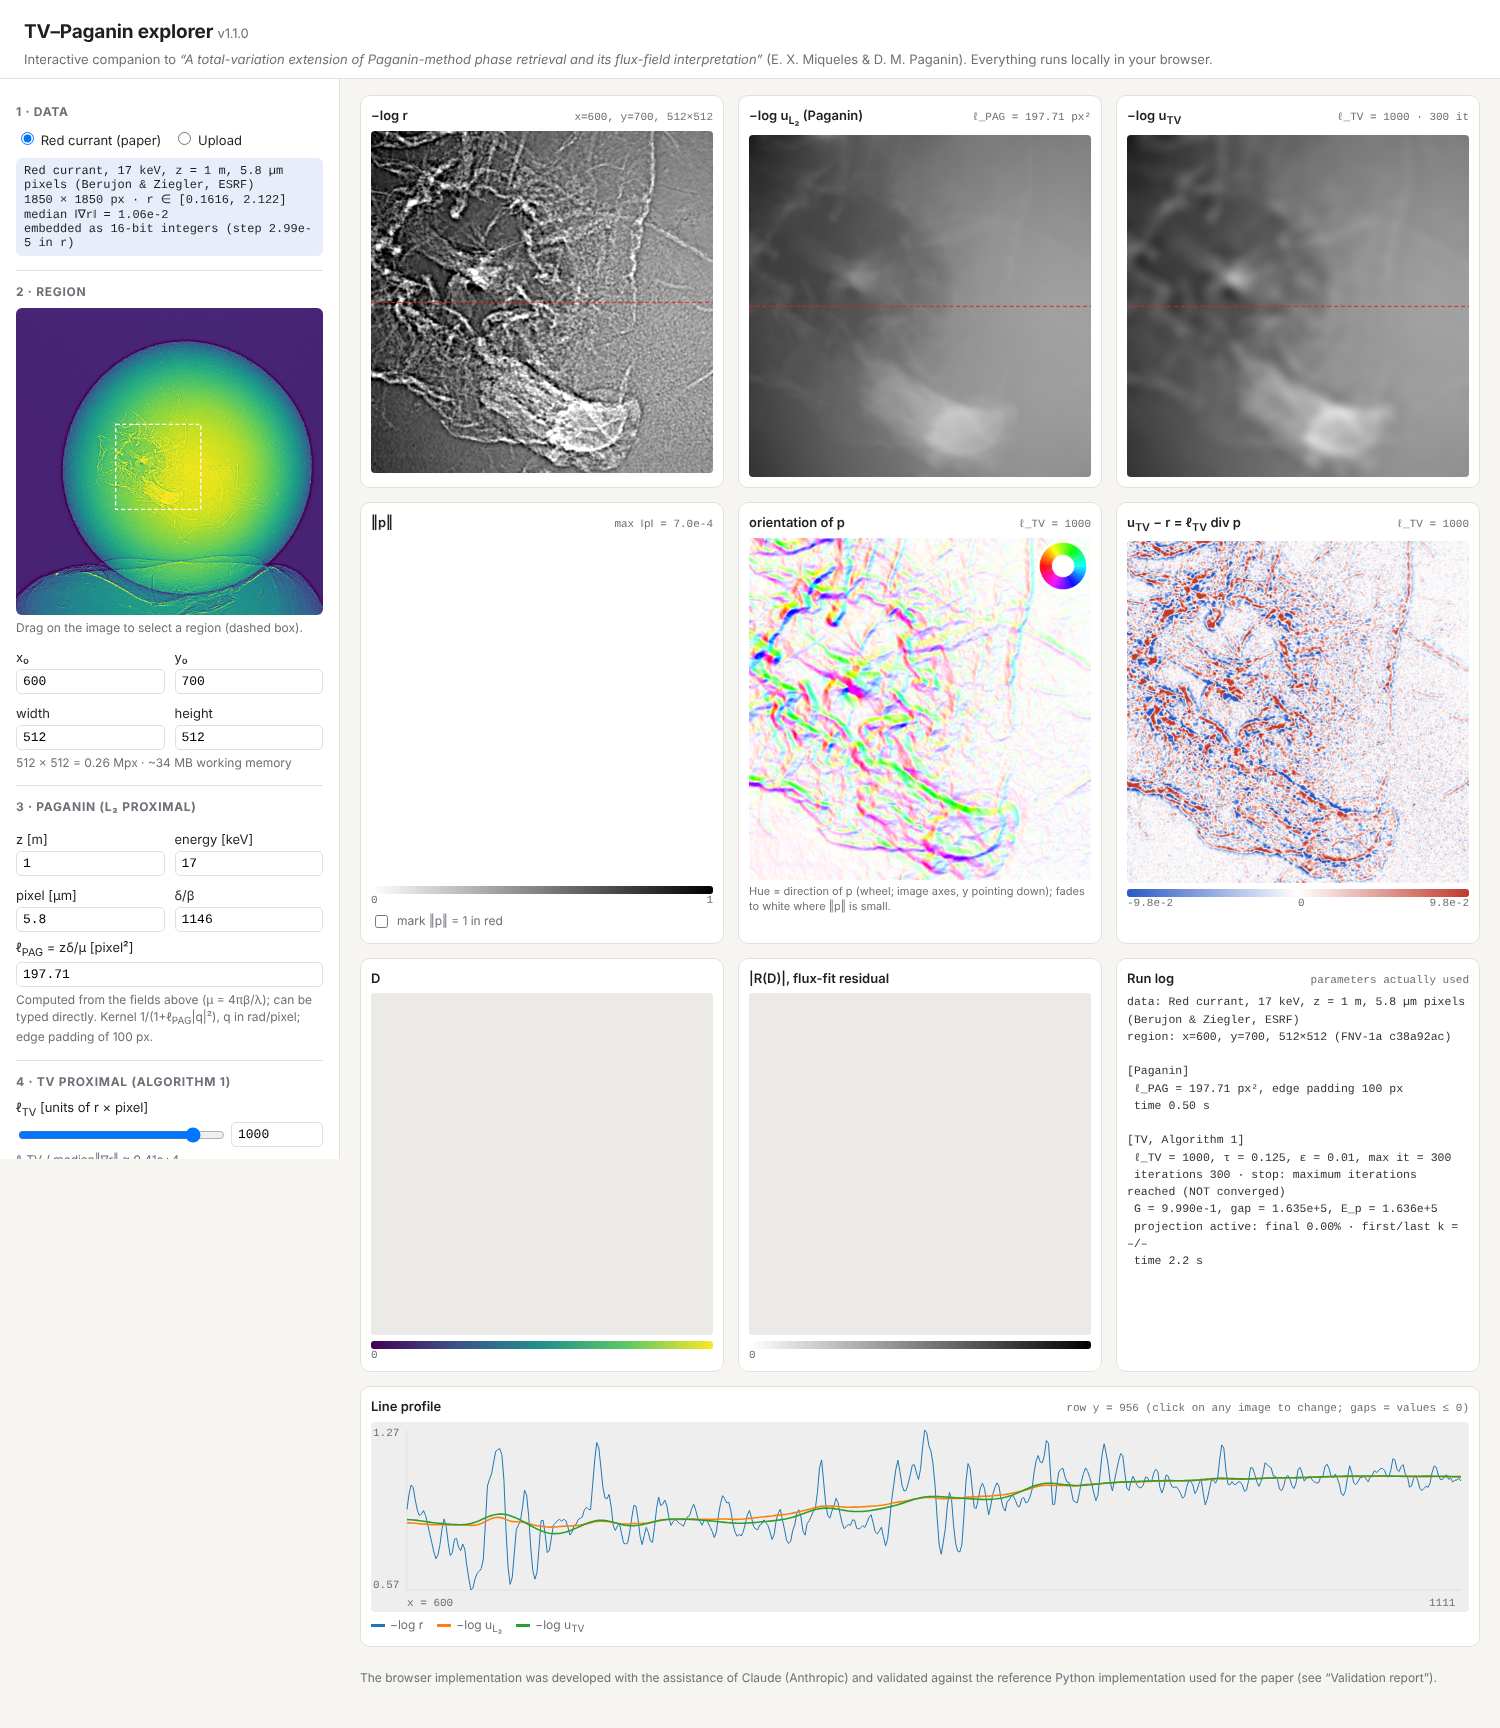 TV–Paganin explorer v1.1.0
Interactive companion to “A total-variation extension of Paganin-method phase retrieval and its flux-field interpretation” (E. X. Miqueles & D. M. Paganin). Everything runs locally in your browser.
1 · DATA
Red currant (paper) Upload
Red currant, 17 keV, z = 1 m, 5.8 µm
pixels (Berujon & Ziegler, ESRF)
1850 × 1850 px · r ∈ [0.1616, 2.122]
median |∇r| = 1.06e-2
embedded as 16-bit integers (step 2.99e-
5 in r)
2 · REGION
Drag on the image to select a region (dashed box).
x₀ y₀
600 700
width height
512 512
512 × 512 = 0.26 Mpx · ~34 MB working memory
3 · PAGANIN (L₂ PROXIMAL)
z [m] energy [keV]
1 17
pixel [µm] δ/β
5.8 1146
ℓPAG = zδ/µ [pixel²]
197.71
Computed from the fields above (µ = 4πβ/λ); can be
typed directly. Kernel 1/(1+ℓPAG|q|²), q in rad/pixel;
edge padding of 100 px.
4 · TV PROXIMAL (ALGORITHM 1)
ℓTV [units of r × pixel]
1000
−log r x=600, y=700, 512×512
−log uL₂ (Paganin) ℓ_PAG = 197.71 px²
−log uTV ℓ_TV = 1000 · 300 it
‖p‖ max |p| = 7.0e-4
0 1
mark ‖p‖ = 1 in red
orientation of p ℓ_TV = 1000
Hue = direction of p (wheel; image axes, y pointing down); fades
to white where ‖p‖ is small.
uTV − r = ℓTV div p ℓ_TV = 1000
-9.8e-2 0 9.8e-2
D
0
|R(D)|, flux-fit residual
0
Run log parameters actually used
data: Red currant, 17 keV, z = 1 m, 5.8 µm pixels
(Berujon & Ziegler, ESRF)
region: x=600, y=700, 512×512 (FNV-1a c38a92ac)
[Paganin]
ℓ_PAG = 197.71 px², edge padding 100 px
time 0.50 s
[TV, Algorithm 1]
ℓ_TV = 1000, τ = 0.125, ε = 0.01, max it = 300
iterations 300 · stop: maximum iterations
reached (NOT converged)
G = 9.990e-1, gap = 1.635e+5, E_p = 1.636e+5
projection active: final 0.00% · first/last k =
–/–
time 2.2 s
Line profile row y = 956 (click on any image to change; gaps = values ≤ 0)
1.27
0.57
x = 600 1111
−log r −log uL₂ −log uTV
The browser implementation was developed with the assistance of Claude (Anthropic) and validated against the reference Python implementation used for the paper (see “Validation report”).